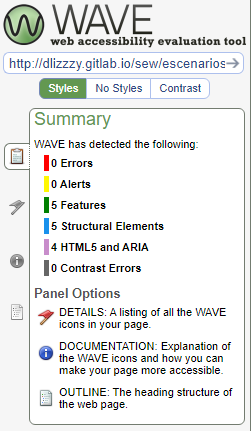 WAVE
web accessibility evaluation tool
http://dlizzzy.gitlab.io/sew/escenarios
Styles No Styles Contrast
Summary
WAVE has detected the following:
0 Errors
0 Alerts
5 Features
5 Structural Elements
4 HTML5 and ARIA
0 Contrast Errors
Panel Options
DETAILS: A listing of all the WAVE
icons in your page.
DOCUMENTATION: Explanation of
the WAVE icons and how you can
make your page more accessible.
OUTLINE: The heading structure of
the web page.